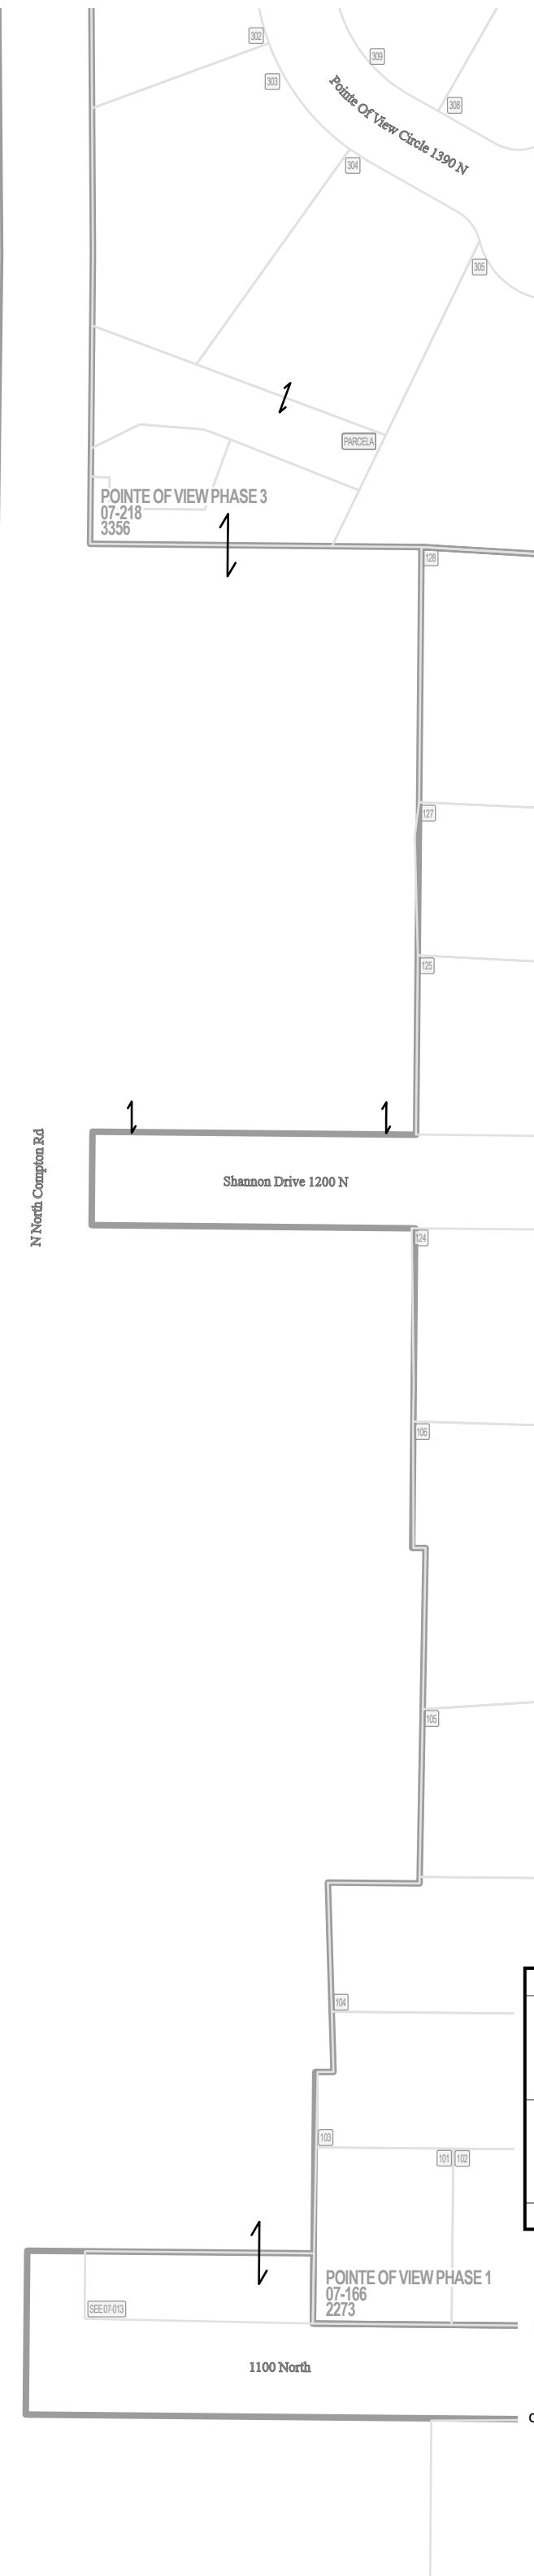 302
309
303
308
Pointe Of View Circle 1390 N
304
305
PARCELA
POINTE OF VIEW PHASE 3
07-218
3356
128
127
125
N North Compton Rd
Shannon Drive 1200 N
124
106
105
104
103
101
102
POINTE OF VIEW PHASE 1
07-166
2273
SEE 07-013
1100 North